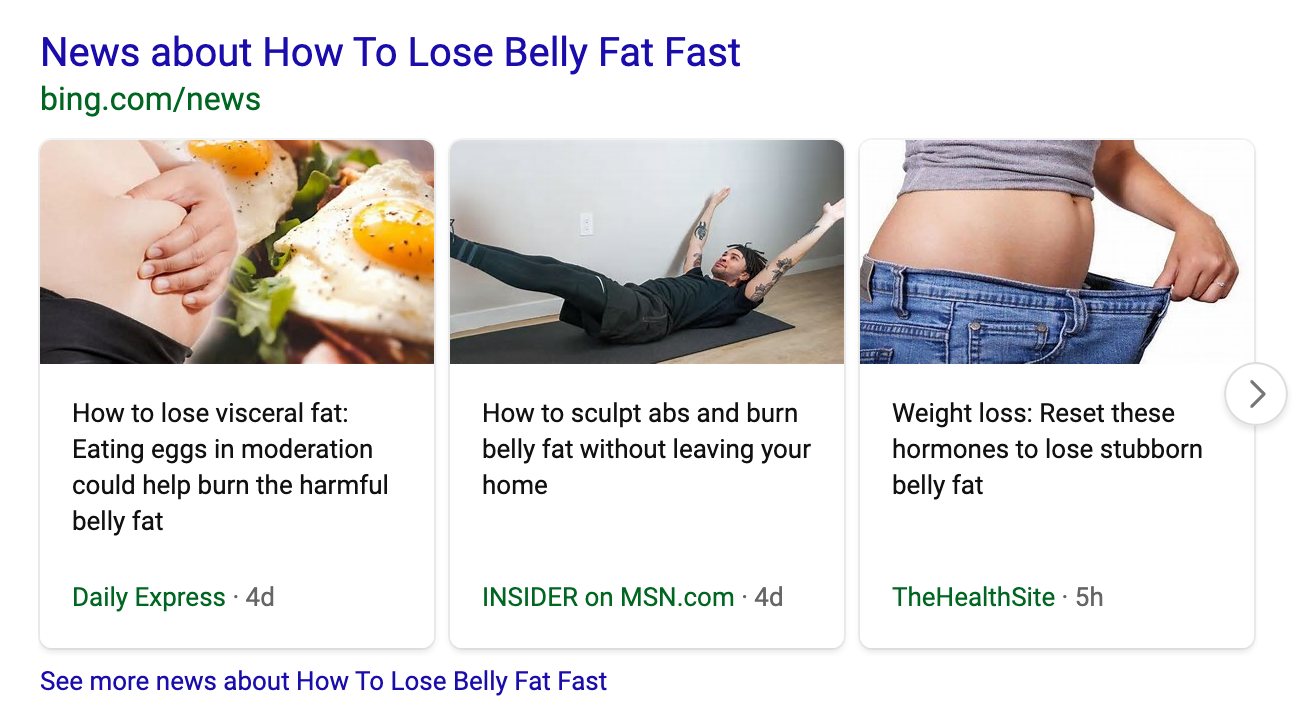 News about How To Lose Belly Fat Fast
bing.com/news
How to lose visceral fat:
Eating eggs in moderation
could help burn the harmful
belly fat
Daily Express · 4d
How to sculpt abs and burn
belly fat without leaving your
home
INSIDER on MSN.com · 4d
Weight loss: Reset these
hormones to lose stubborn
belly fat
TheHealthSite · 5h
See more news about How To Lose Belly Fat Fast